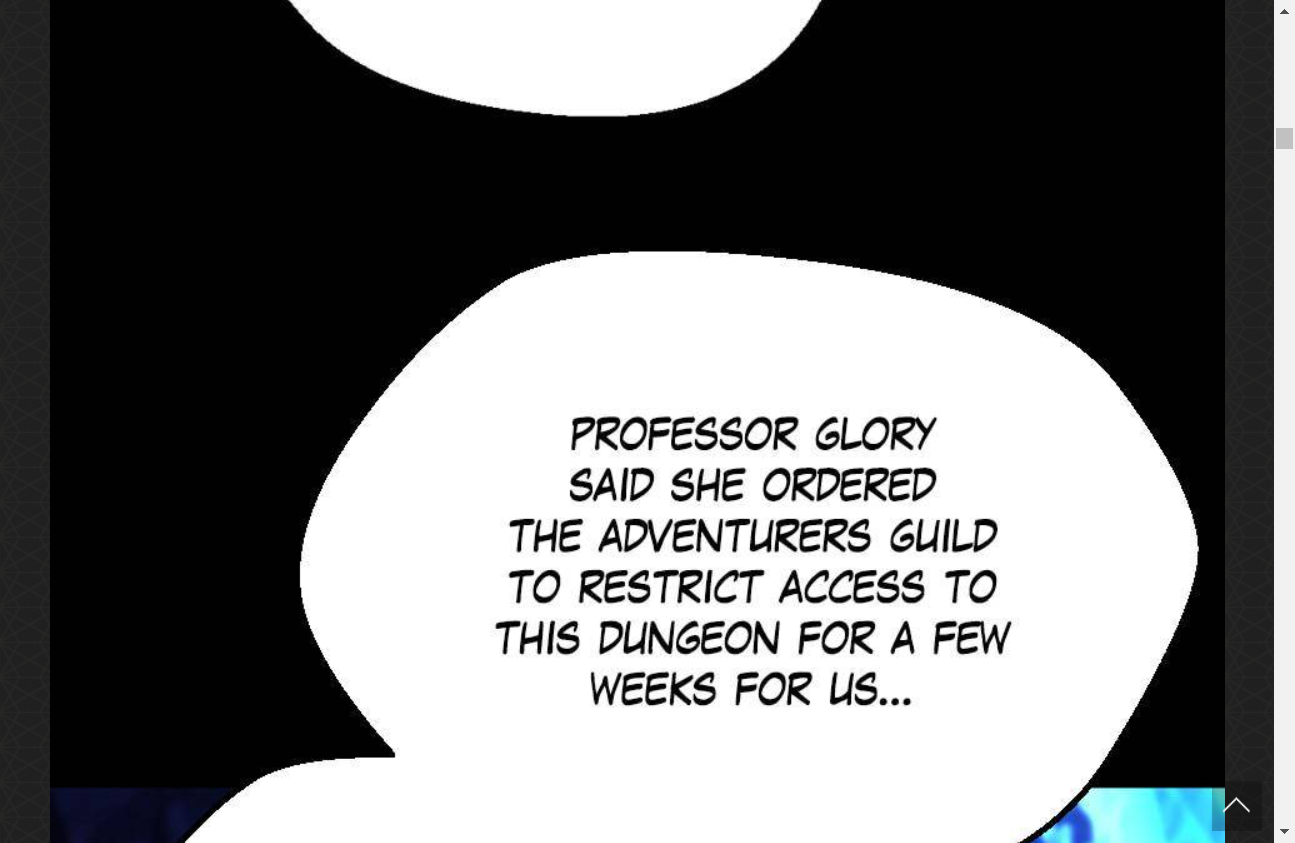 PROFESSOR GLORY
SAID SHE ORDERED
THE ADVENTURERS GUILD
TO RESTRICT ACCESS TO
THIS DUNGEON FOR A FEW
WEEKS FOR US...